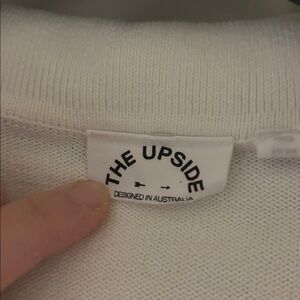 THE UPSIDE
DESIGNED IN AUSTRALIA